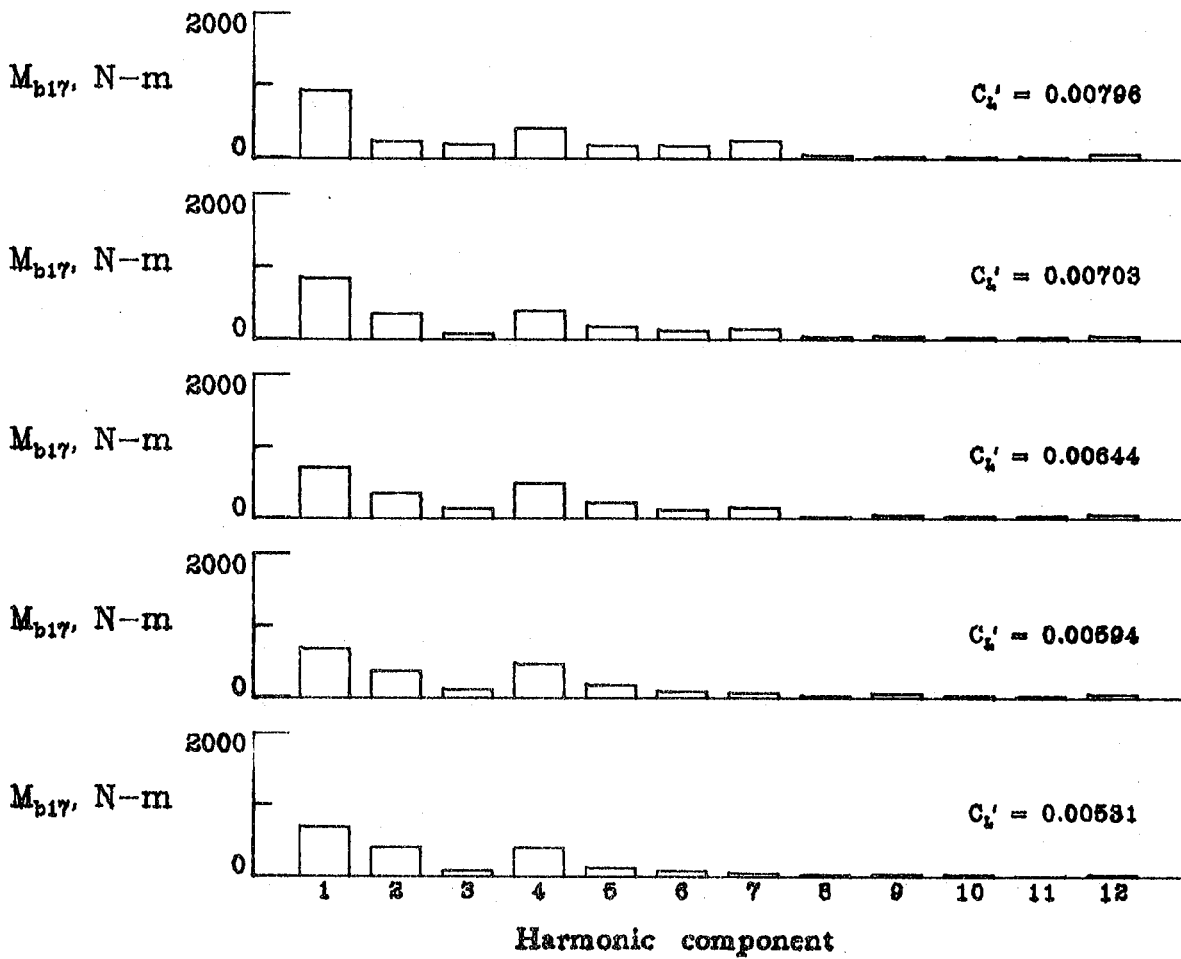 2000
M_b17, N-m
C_L' = 0.00796
0
2000
M_b17, N-m
C_L' = 0.00703
0
2000
M_b17, N-m
C_L' = 0.00644
0
2000
M_b17, N-m
C_L' = 0.00594
0
2000
M_b17, N-m
C_L' = 0.00531
0
1 2 3 4 5 6 7 8 9 10 11 12
Harmonic component